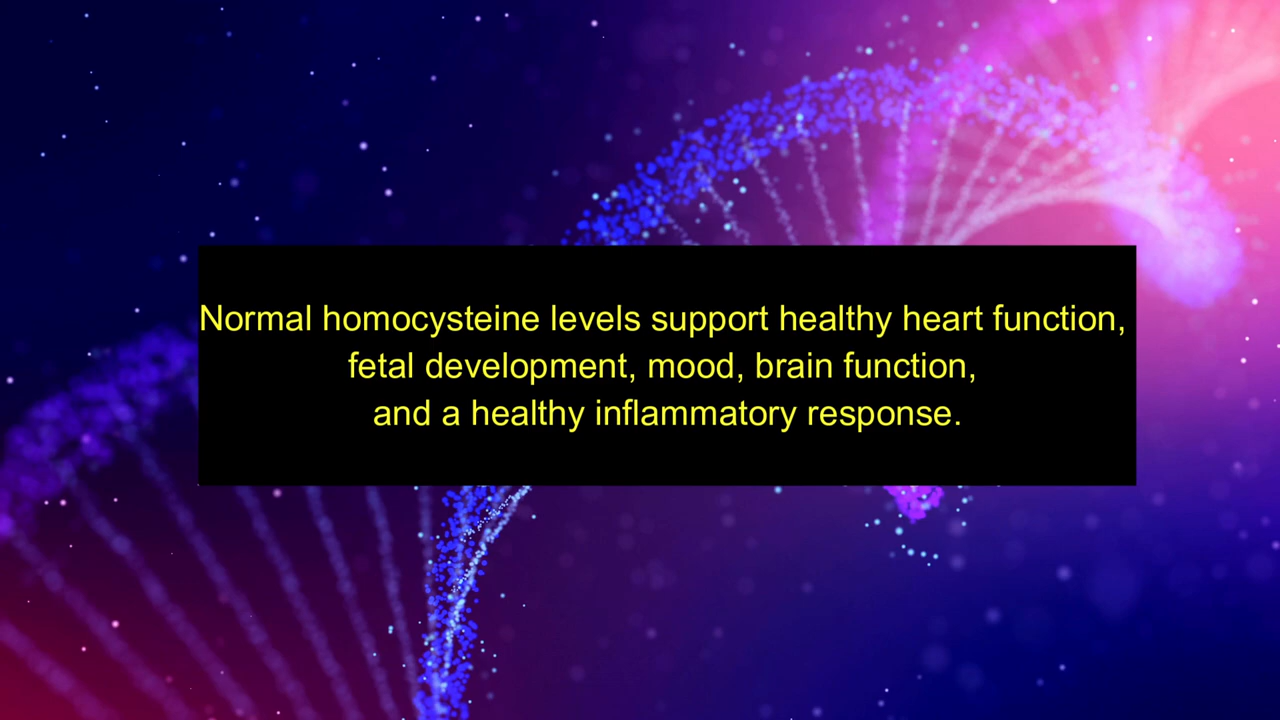 Normal homocysteine levels support healthy heart function,
fetal development, mood, brain function,
and a healthy inflammatory response.